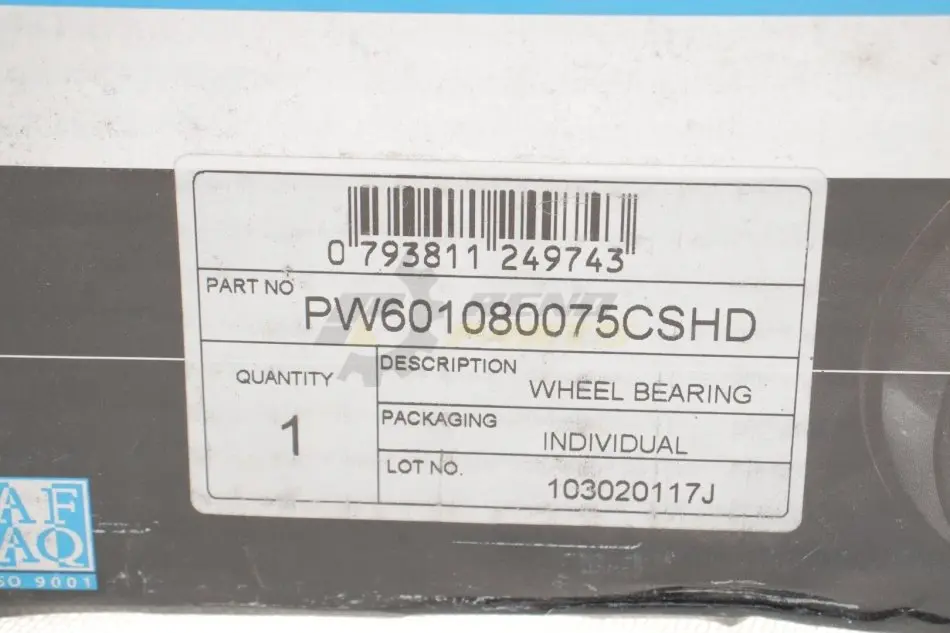 0 793811 249743
PART NO
PW601080075CSHD
QUANTITY
1
DESCRIPTION
WHEEL BEARING
PACKAGING
INDIVIDUAL
LOT NO.
103020117J
AF
AQ
ISO 9001